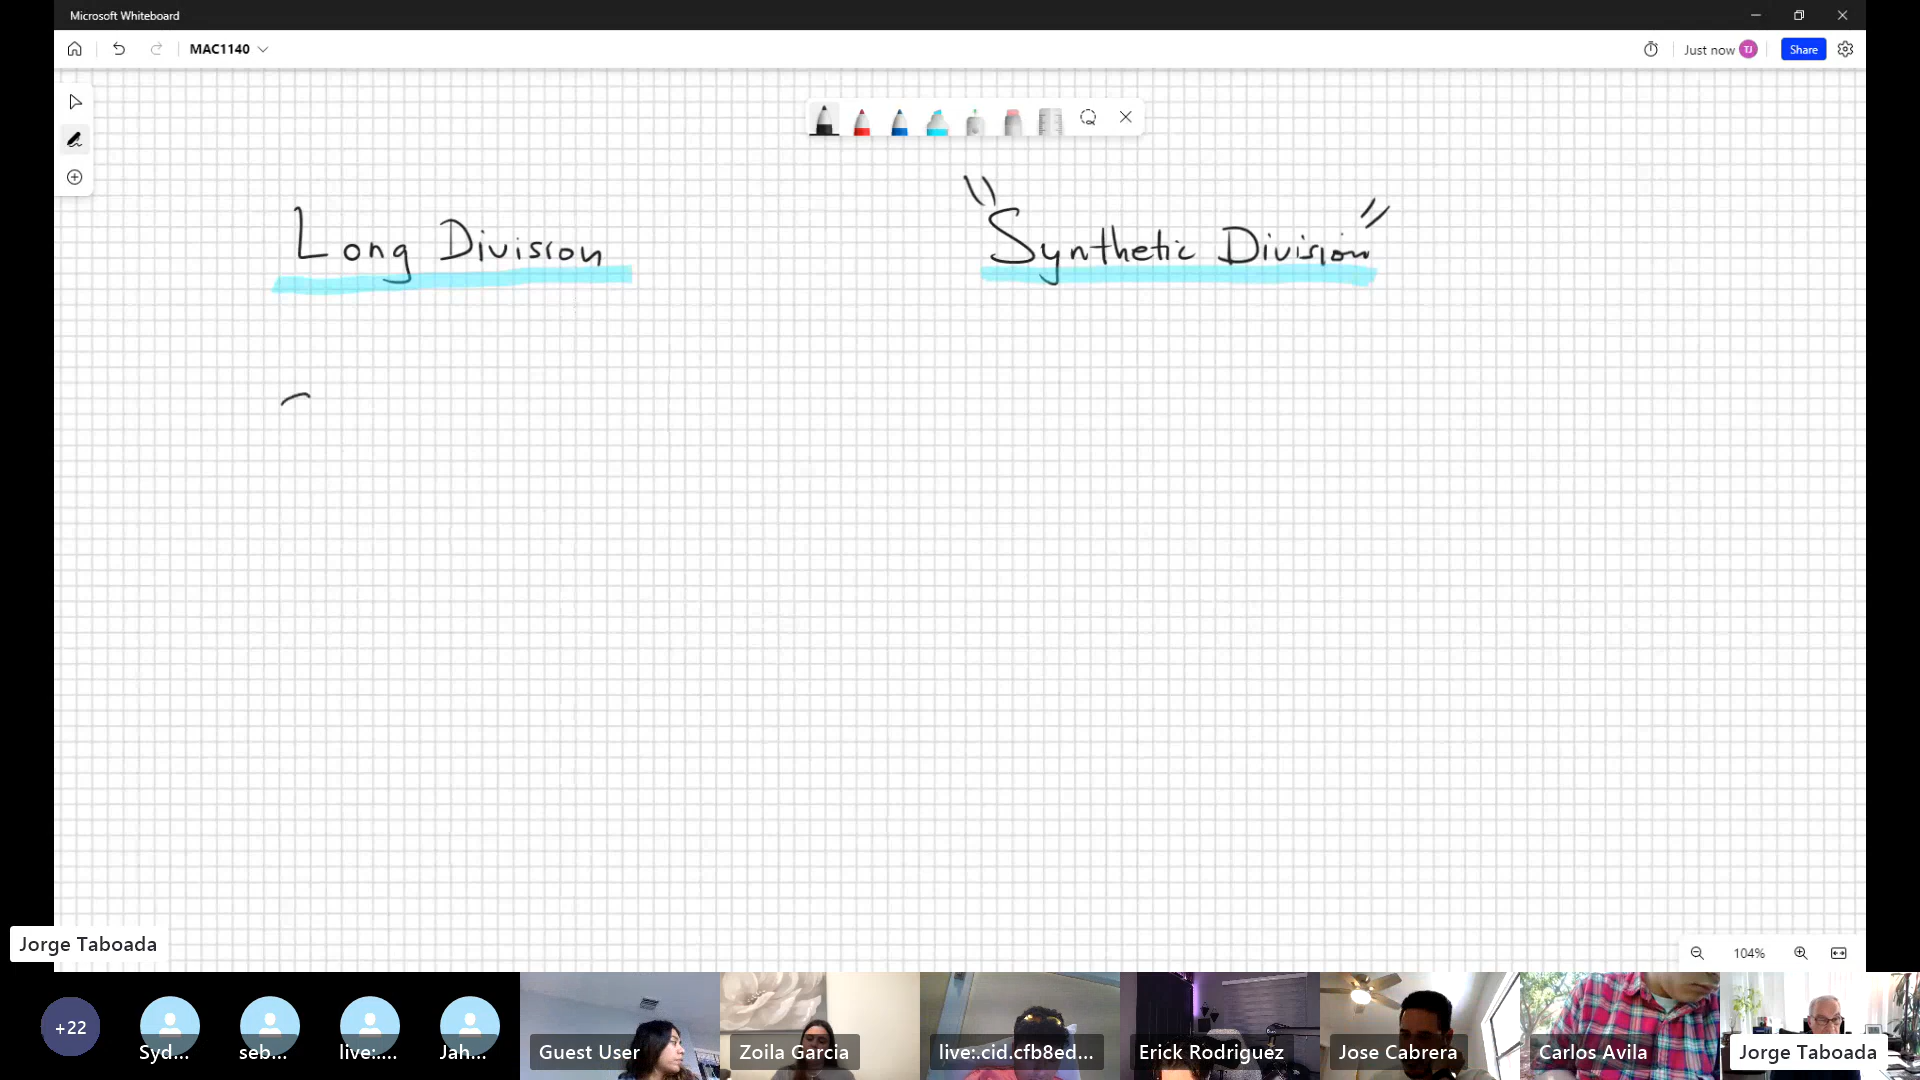 Microsoft Whiteboard
MAC1140
Just now TJ Share
Long Division
"Synthetic Division"
Jorge Taboada
104%
+22
Syd...
seb...
live:....
Jah...
Guest User
Zoila Garcia
live:.cid.cfb8ed...
Erick Rodriguez
Jose Cabrera
Carlos Avila
Jorge Taboada